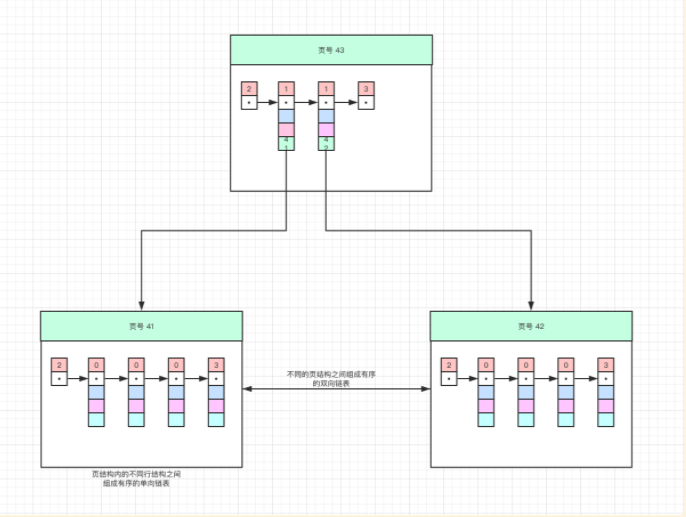 页号 43
2 1 1 3
41 42
页号 41
页号 42
2 0 0 0 3
2 0 0 0 3
不同的页结构之间组成有序
的双向链表
页结构内的不同行结构之间
组成有序的单向链表